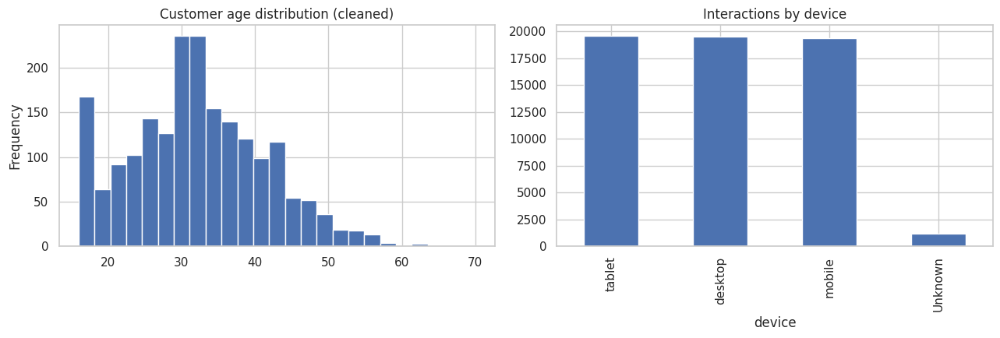 Customer age distribution (cleaned)
Frequency
200
150
100
50
0
20 30 40 50 60 70
Interactions by device
20000
17500
15000
12500
10000
7500
5000
2500
0
tablet desktop mobile Unknown
device